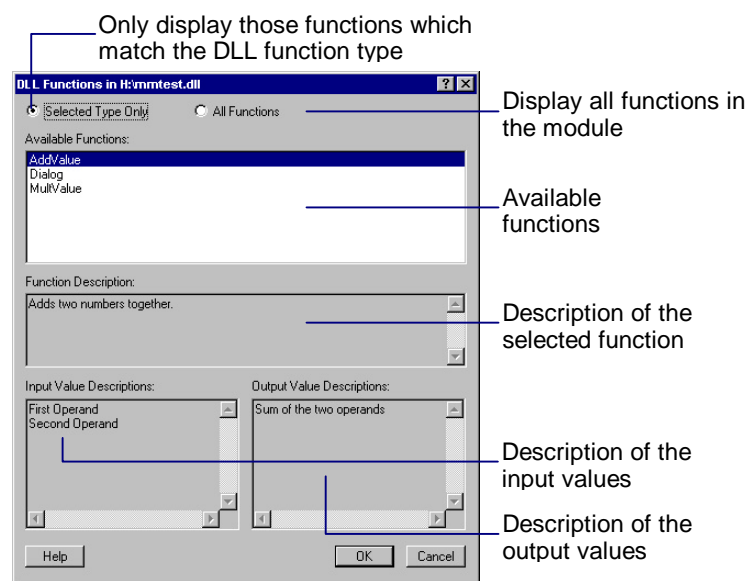 Only display those functions which
match the DLL function type
DLL Functions in H:\mmtest.dll
Selected Type Only
All Functions
Display all functions in
the module
Available Functions:
AddValue
Dialog
MultValue
Available
functions
Function Description:
Adds two numbers together.
Description of the
selected function
Input Value Descriptions:
Output Value Descriptions:
First Operand
Second Operand
Sum of the two operands
Description of the
input values
Description of the
output values
Help
OK
Cancel